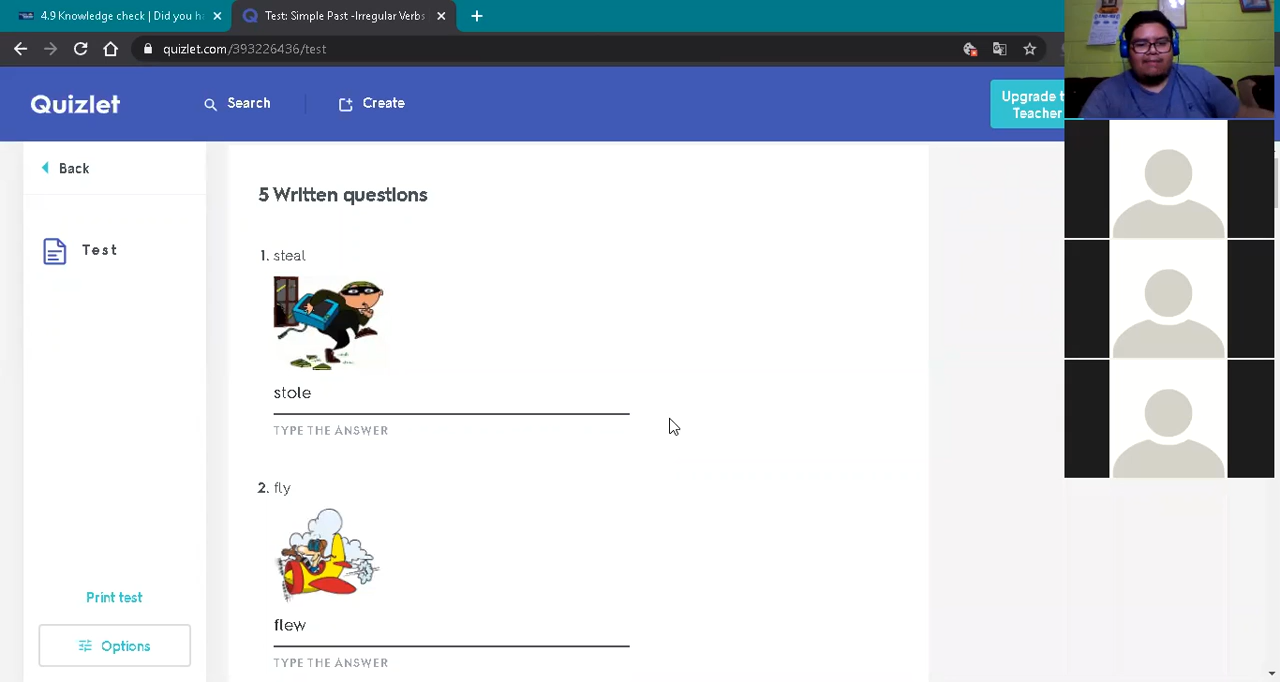 4.9 Knowledge check | Did you h
Test: Simple Past -Irregular Verbs
quizlet.com/393226436/test
Quizlet
Search
Create
Upgrade t
Teacher
Back
Test
5 Written questions
1. steal
stole
TYPE THE ANSWER
2. fly
flew
TYPE THE ANSWER
Print test
Options